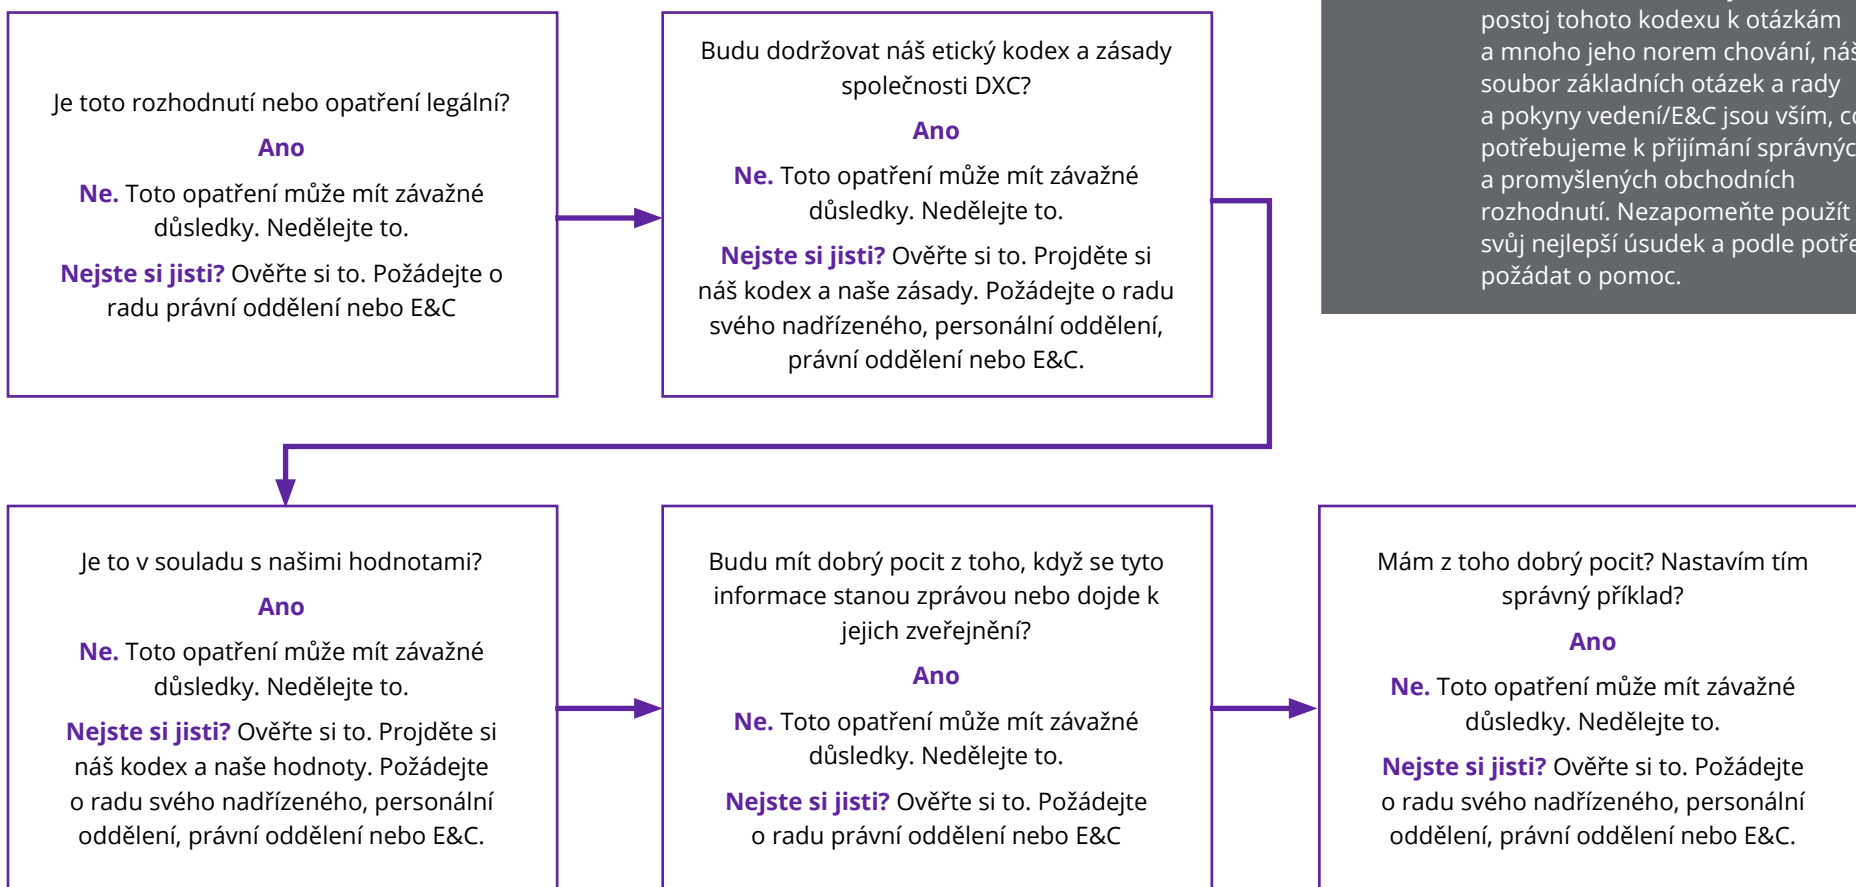 Je toto rozhodnutí nebo opatření legální?
Ano
Ne. Toto opatření může mít závažné
důsledky. Nedělejte to.
Nejste si jisti? Ověřte si to. Požádejte o
radu právní oddělení nebo E&C
Budu dodržovat náš etický kodex a zásady
společnosti DXC?
Ano
Ne. Toto opatření může mít závažné
důsledky. Nedělejte to.
Nejste si jisti? Ověřte si to. Projděte si
náš kodex a naše zásady. Požádejte o radu
svého nadřízeného, personální oddělení,
právní oddělení nebo E&C.
postoj tohoto kodexu k otázkám
a mnoho jeho norem chování, náš
soubor základních otázek a rady
a pokyny vedení/E&C jsou vším,
potřebujeme k přijímání
a promyšlených obchodních
rozhodnutí. Nezapomeňte použít
svůj nejlepší úsudek a podle
požádat o pomoc.
Je to v souladu s našimi hodnotami?
Ano
Ne. Toto opatření může mít závažné
důsledky. Nedělejte to.
Nejste si jisti? Ověřte si to. Projděte si
náš kodex a naše hodnoty. Požádejte
o radu svého nadřízeného, personální
oddělení, právní oddělení nebo E&C.
Budu mít dobrý pocit z toho, když se tyto
informace stanou zprávou nebo dojde k
jejich zveřejnění?
Ano
Ne. Toto opatření může mít závažné
důsledky. Nedělejte to.
Nejste si jisti? Ověřte si to. Požádejte
o radu právní oddělení nebo E&C
Mám z toho dobrý pocit? Nastavím tím
správný příklad?
Ano
Ne. Toto opatření může mít závažné
důsledky. Nedělejte to.
Nejste si jisti? Ověřte si to. Požádejte
o radu svého nadřízeného, personální
oddělení, právní oddělení nebo E&C.